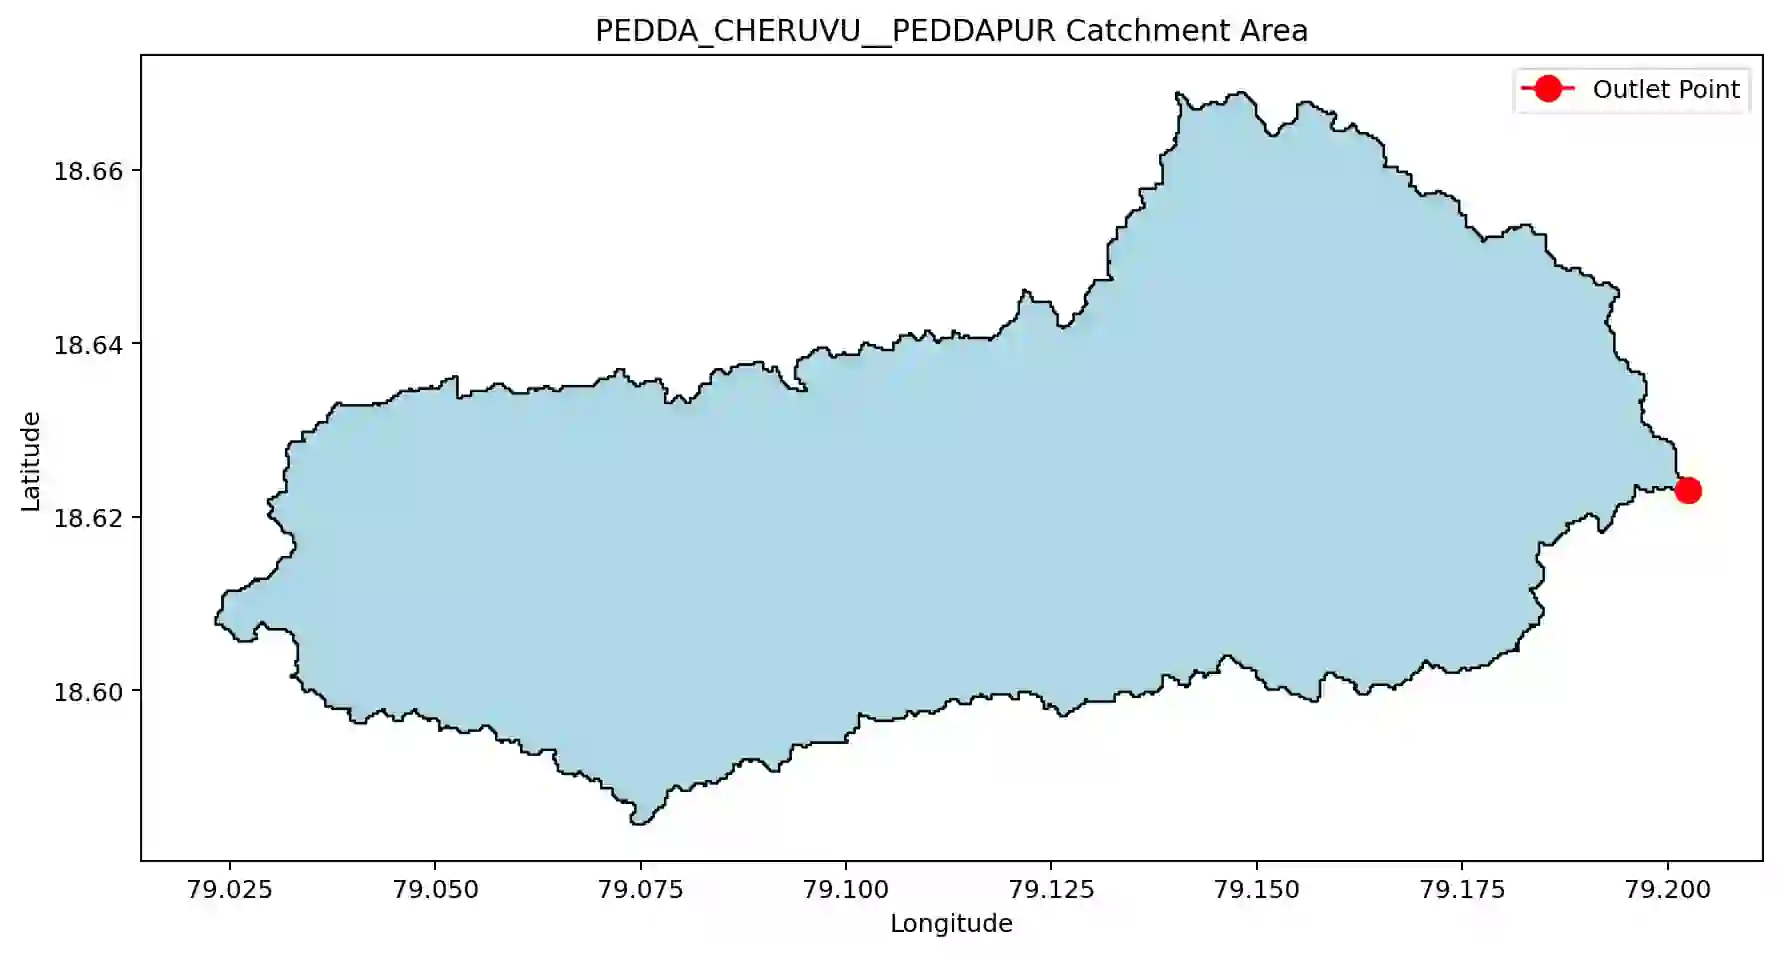 PEDDA_CHERUVU__PEDDAPUR Catchment Area
Outlet Point
18.66
18.64
18.62
18.60
Latitude
79.025 79.050 79.075 79.100 79.125 79.150 79.175 79.200
Longitude